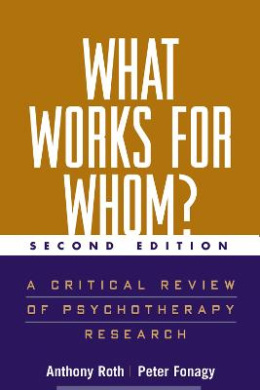 WHAT
WORKS FOR
WHOM?
SECOND EDITION
A CRITICAL REVIEW
OF PSYCHOTHERAPY
RESEARCH
Anthony Roth | Peter Fonagy